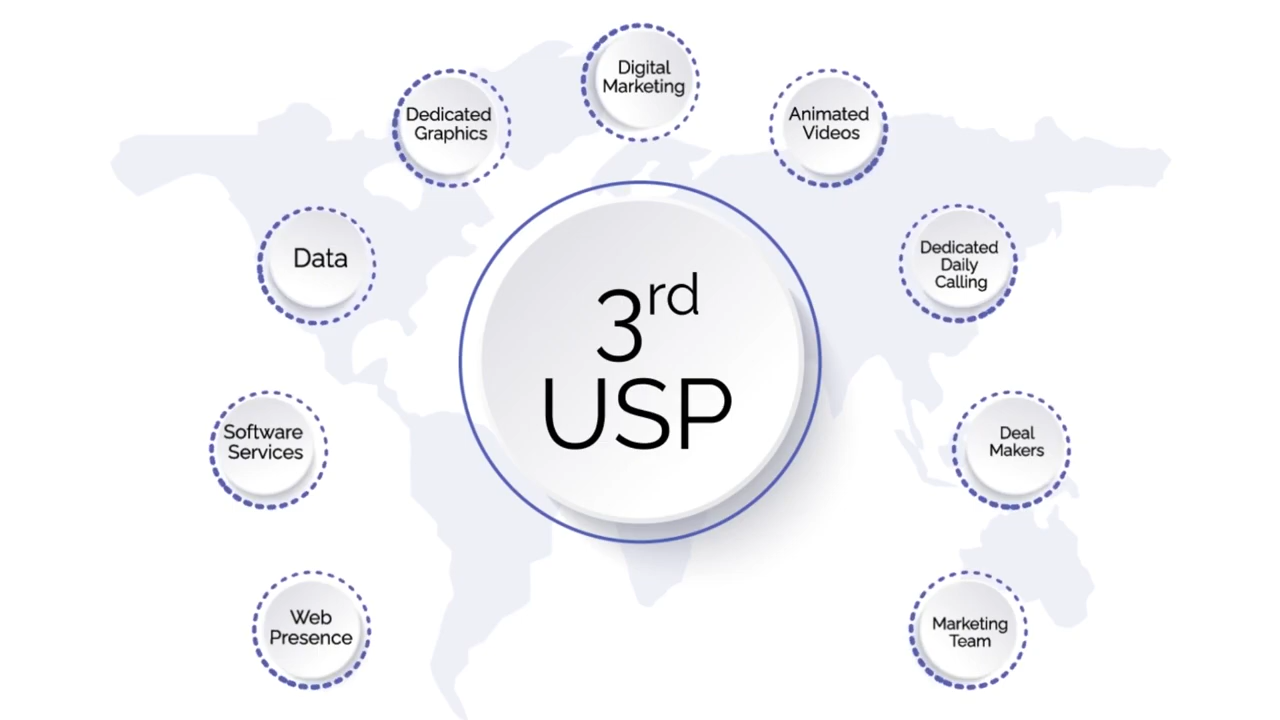 Digital
Marketing
Dedicated
Graphics
Animated
Videos
Data
Dedicated
Daily
Calling
3rd
USP
Software
Services
Deal
Makers
Web
Presence
Marketing
Team